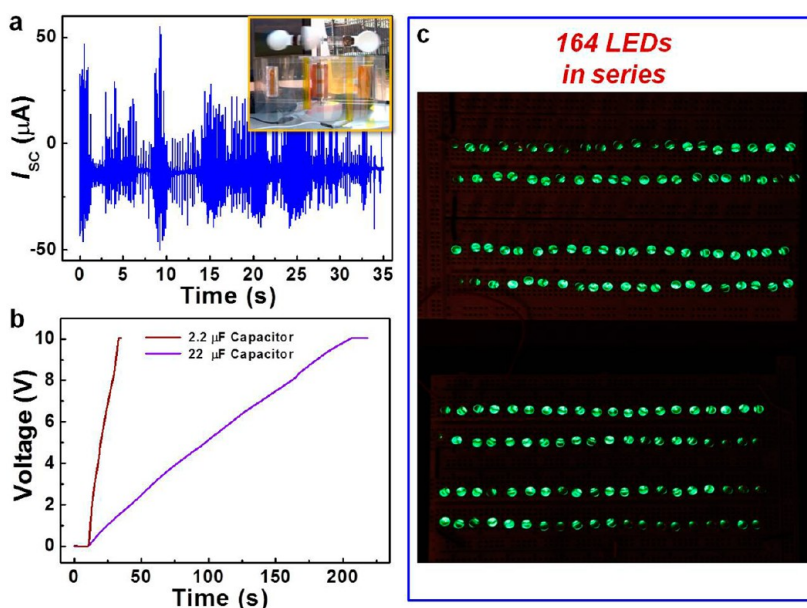 a
50
0
-50
I SC (μA)
0 5 10 15 20 25 30 35
Time (s)
b
2.2 μF Capacitor
22 μF Capacitor
10
8
6
4
2
0
Voltage (V)
0 50 100 150 200
Time (s)
c
164 LEDs
in series